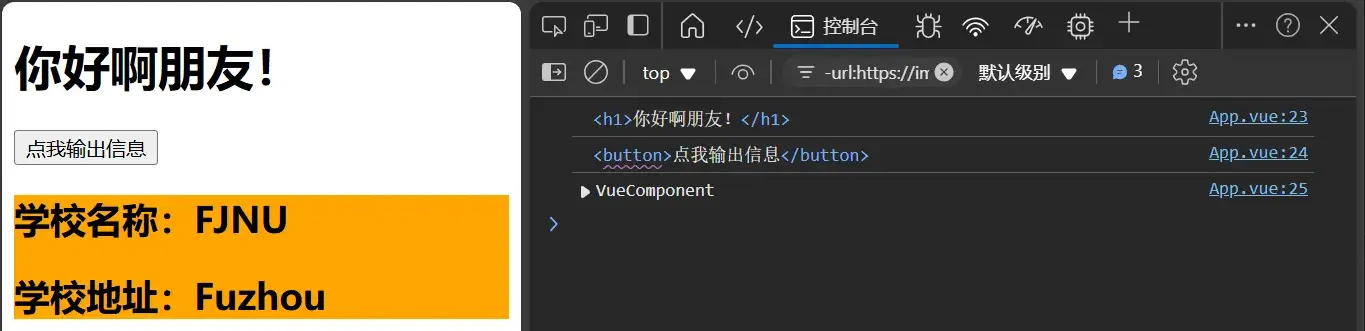 你好啊朋友！
点我输出信息
学校名称：FJNU
学校地址：Fuzhou
控制台
top
-url:https://im
默认级别
3
<h1>你好啊朋友！</h1> App.vue:23
<button>点我输出信息</button> App.vue:24
VueComponent App.vue:25